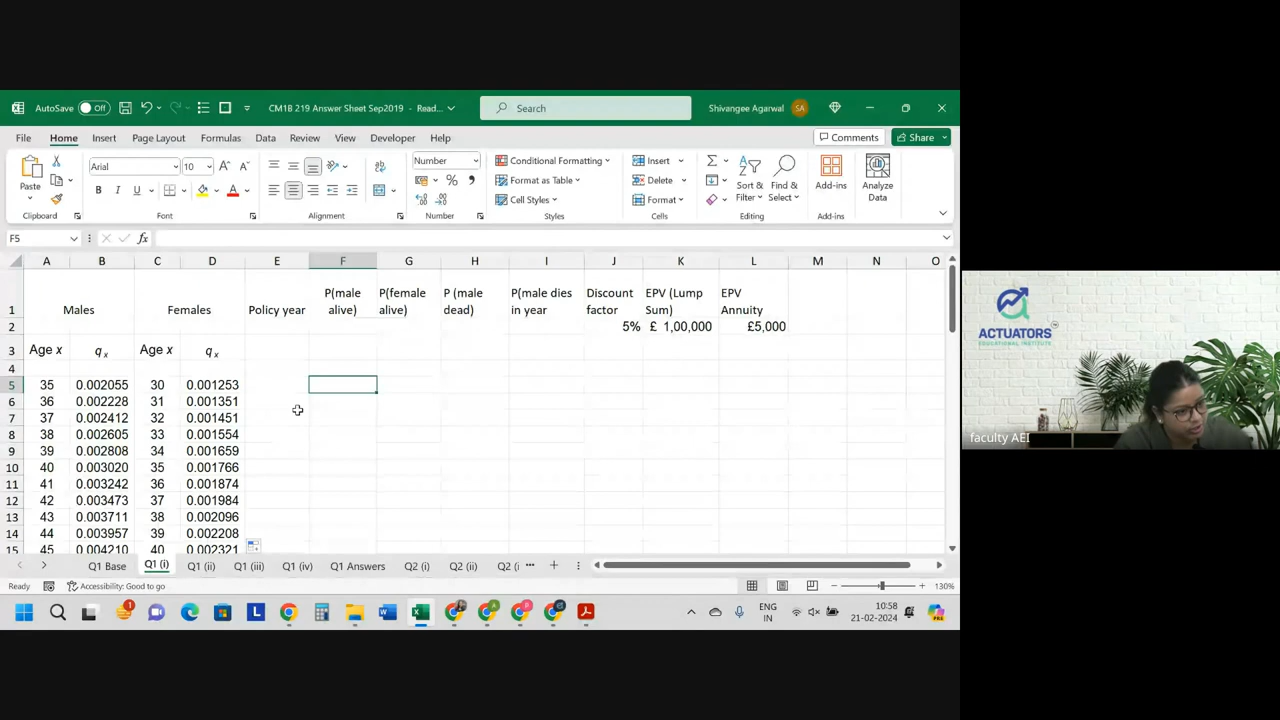 AutoSave Off CM1B 219 Answer Sheet Sep2019 - Read... Search Shivangee Agarwal SA
File Home Insert Page Layout Formulas Data Review View Developer Help Comments Share
Paste Arial 10 A A B I U A Number % Conditional Formatting Format as Table Cell Styles Insert Delete Format Sort & Filter Find & Select Add-ins Analyze Data
Clipboard Font Alignment Number Styles Cells Editing Add-ins
F5 fx
A B C D E F G H I J K L M N O
1 Males Females Policy year P(male alive) P(female alive) P (male dead) P(male dies in year Discount factor EPV (Lump Sum) EPV Annuity
2 5% £ 1,00,000 £5,000
3 Age x q x Age x q x
4
5 35 0.002055 30 0.001253
6 36 0.002228 31 0.001351
7 37 0.002412 32 0.001451
8 38 0.002605 33 0.001554
9 39 0.002808 34 0.001659
10 40 0.003020 35 0.001766
11 41 0.003242 36 0.001874
12 42 0.003473 37 0.001984
13 43 0.003711 38 0.002096
14 44 0.003957 39 0.002208
15 45 0.004210 40 0.002321
Q1 Base Q1 (i) Q1 (ii) Q1 (iii) Q1 (iv) Q1 Answers Q2 (i) Q2 (ii) Q2 (i ...
Ready Accessibility: Good to go 130%
ENG IN 10:58 21-02-2024
ACTUATORS
EDUCATIONAL INSTITUTE
faculty AEI